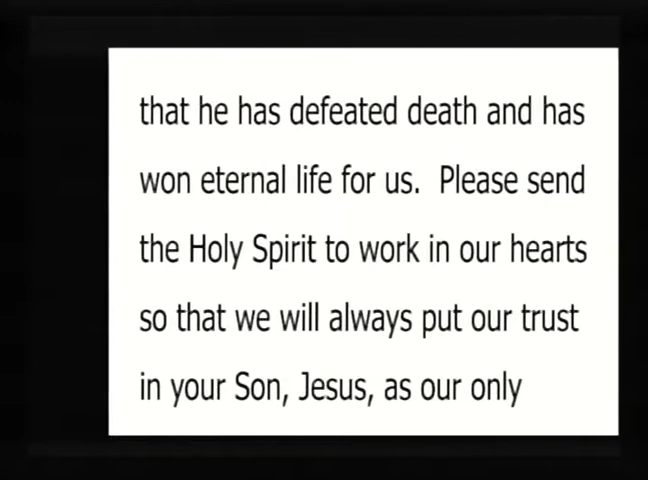 that he has defeated death and has
won eternal life for us.  Please send
the Holy Spirit to work in our hearts
so that we will always put our trust
in your Son, Jesus, as our only